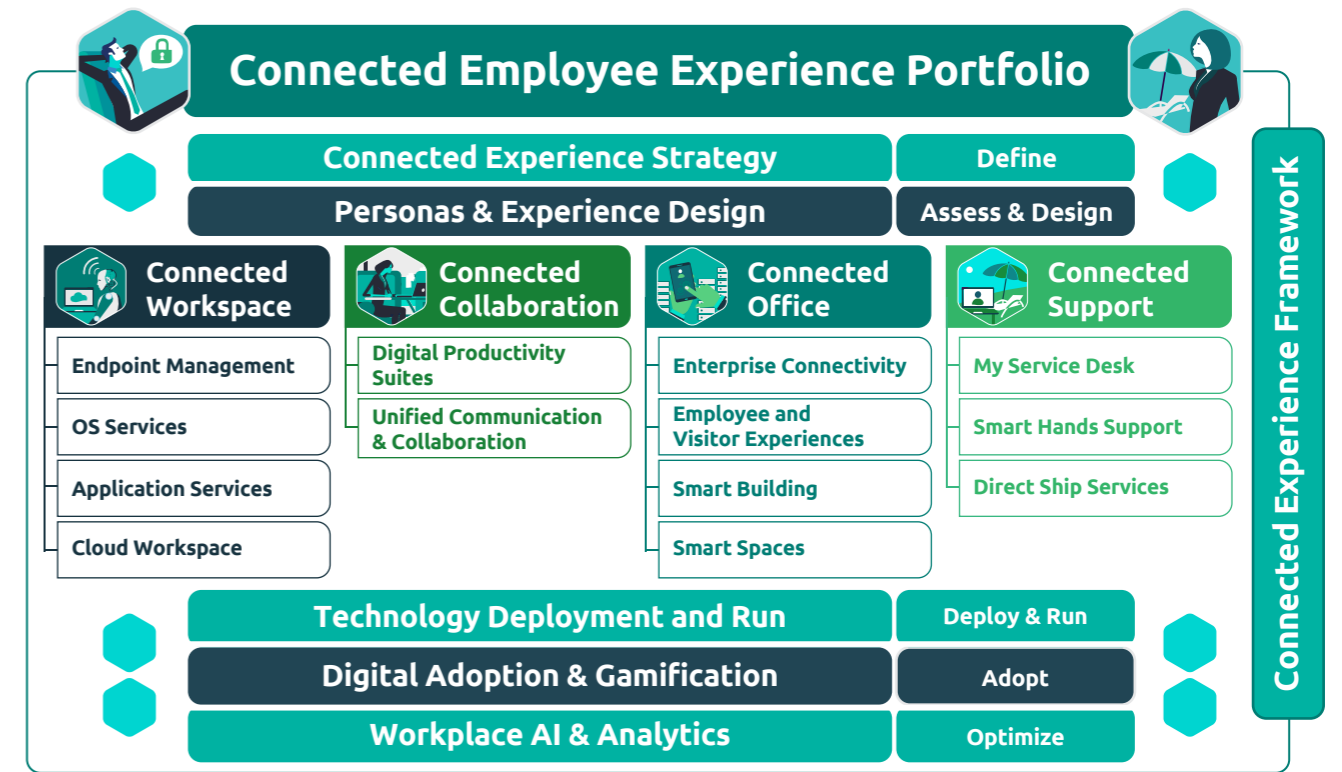 Connected Employee Experience Portfolio
Connected Experience Strategy
Define
Personas & Experience Design
Assess & Design
Connected
Workspace
Endpoint Management
OS Services
Application Services
Cloud Workspace
Connected
Collaboration
Digital Productivity
Suites
Unified Communication
& Collaboration
Connected
Office
Enterprise Connectivity
Employee and
Visitor Experiences
Smart Building
Smart Spaces
Connected
Support
My Service Desk
Smart Hands Support
Direct Ship Services
Technology Deployment and Run
Deploy & Run
Digital Adoption & Gamification
Adopt
Workplace AI & Analytics
Optimize
Connected Experience Framework